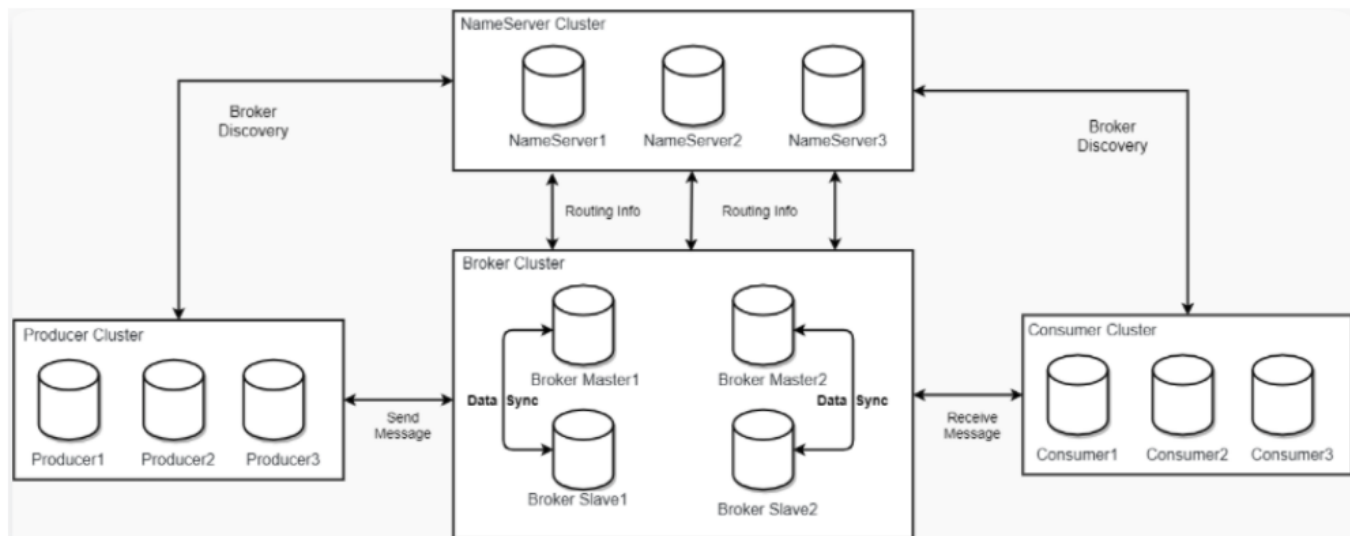 NameServer Cluster
NameServer1
NameServer2
NameServer3
Broker
Discovery
Broker
Discovery
Routing Info
Routing Info
Broker Cluster
Broker Master1
Broker Master2
Data Sync
Data Sync
Broker Slave1
Broker Slave2
Producer Cluster
Producer1
Producer2
Producer3
Send
Message
Receive
Message
Consumer Cluster
Consumer1
Consumer2
Consumer3